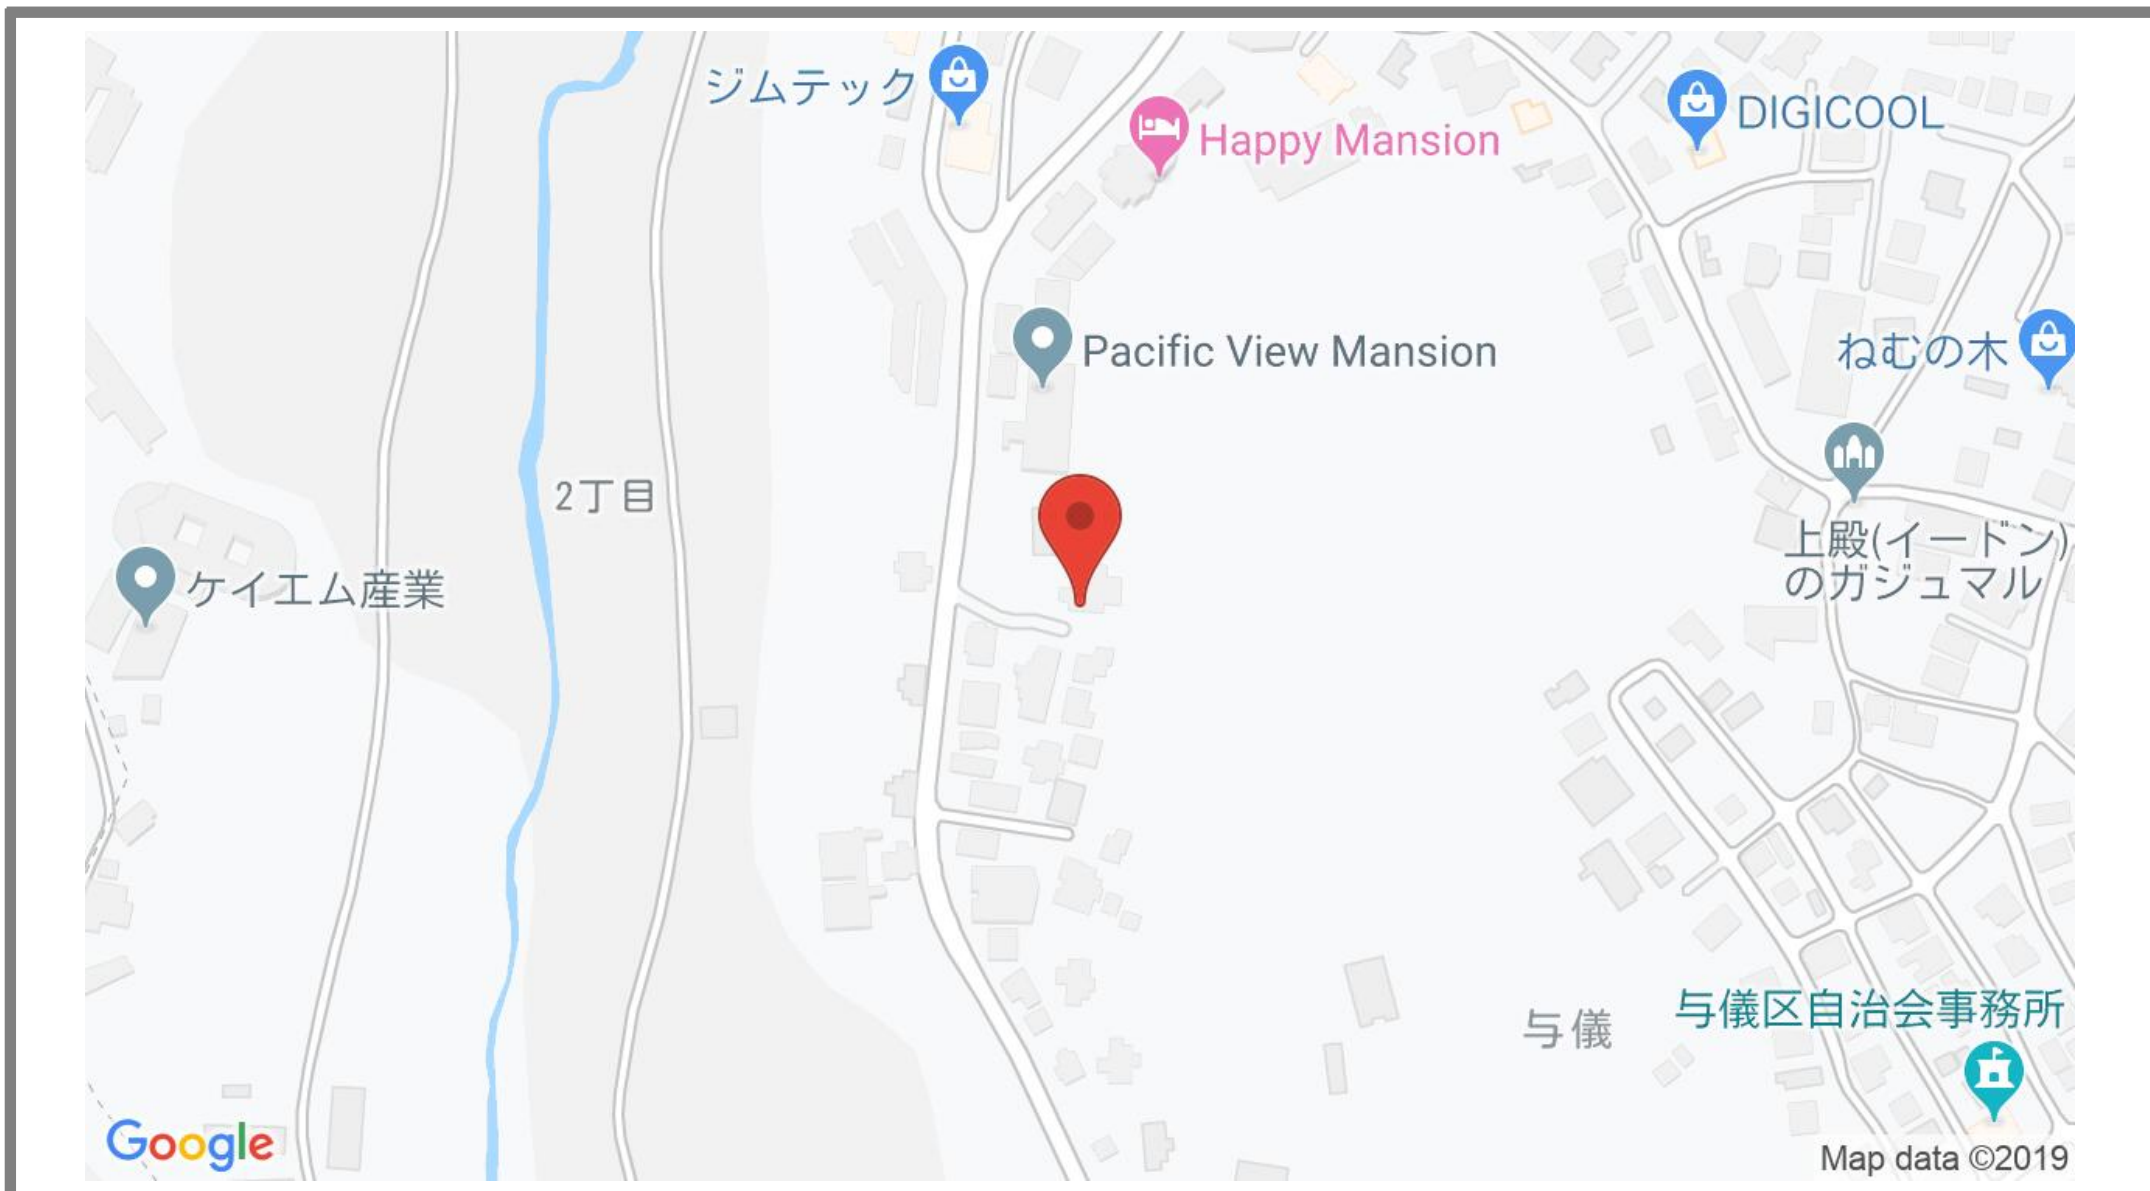 ジムテック
DIGICOOL
Happy Mansion
Pacific View Mansion
ねむの木
2丁目
上殿(イードン)
のガジュマル
ケイエム産業
与儀区自治会事務所
与儀
Google
Map data ©2019